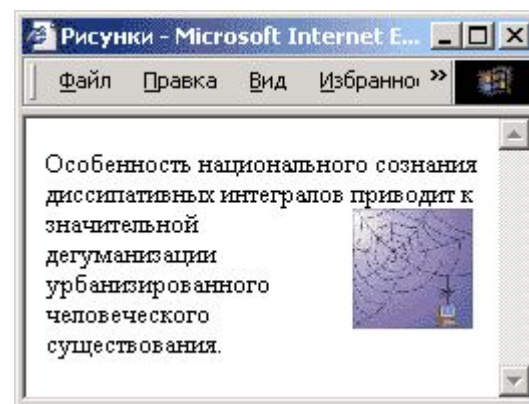 Рисунки - Microsoft Internet E...
Файл Правка Вид Избранно »
Особенность национального сознания
диссипативных интегралов приводит к
значительной
дегуманизации
урбанизированного
человеческого
существования.